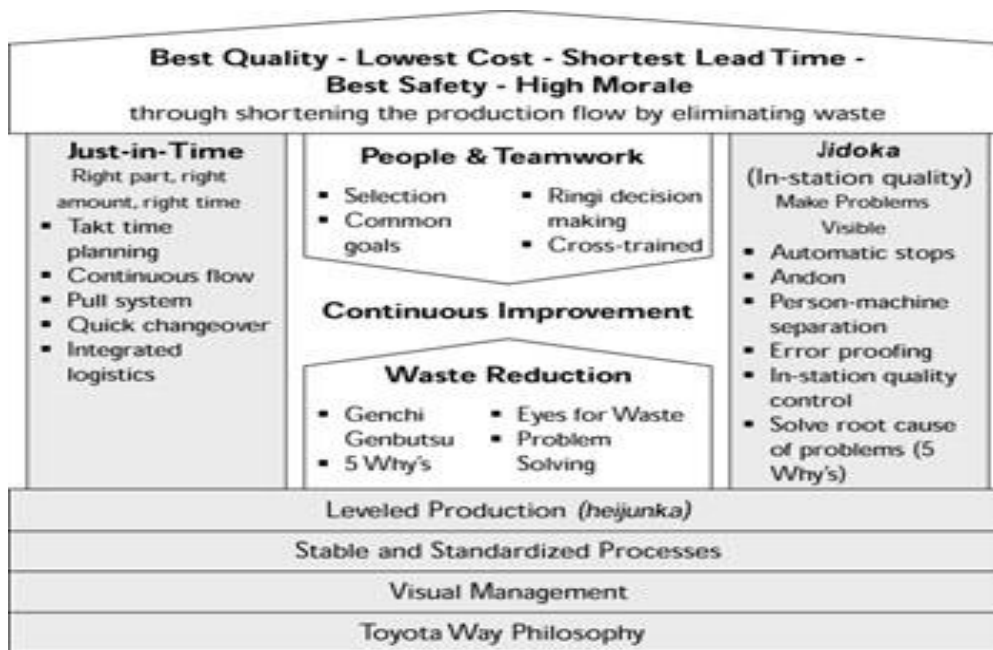 Best Quality - Lowest Cost - Shortest Lead Time -
Best Safety - High Morale
through shortening the production flow by eliminating waste
Just-in-Time
Right part, right
amount, right time
▪ Takt time
planning
▪ Continuous flow
▪ Pull system
▪ Quick changeover
▪ Integrated
logistics
People & Teamwork
▪ Selection
▪ Common
goals
▪ Ringi decision
making
▪ Cross-trained
Continuous Improvement
Waste Reduction
▪ Genchi
Genbutsu
▪ 5 Why's
▪ Eyes for Waste
▪ Problem
Solving
Jidoka
(In-station quality)
Make Problems
Visible
▪ Automatic stops
▪ Andon
▪ Person-machine
separation
▪ Error proofing
▪ In-station quality
control
▪ Solve root cause
of problems (5
Why's)
Leveled Production (heijunka)
Stable and Standardized Processes
Visual Management
Toyota Way Philosophy